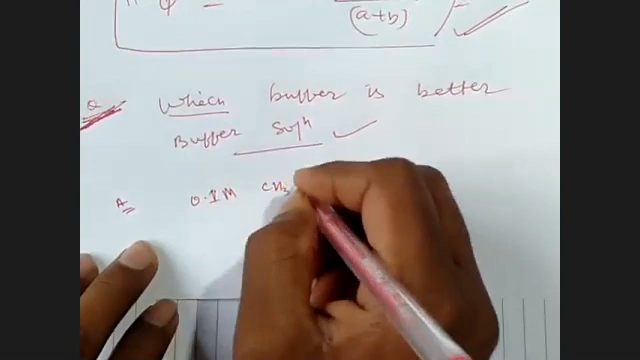 φ =
(a+b)
Q Which buffer is better
Buffer Solⁿ
A 0.1M CH₃